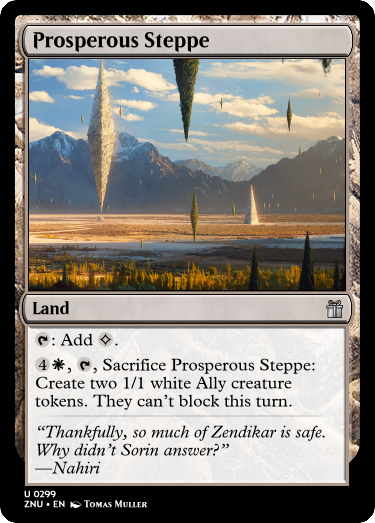 Prosperous Steppe
Land
: Add .
4, , Sacrifice Prosperous Steppe:
Create two 1/1 white Ally creature
tokens. They can't block this turn.
“Thankfully, so much of Zendikar is safe.
Why didn't Sorin answer?”
—Nahiri
U 0299
ZNU • EN Tomas Muller